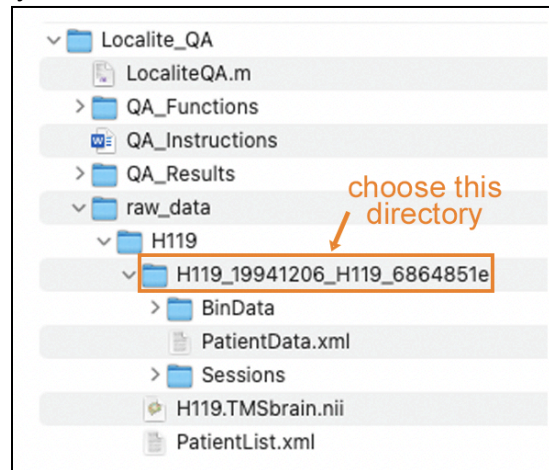 Localite_QA
LocaliteQA.m
QA_Functions
QA_Instructions
QA_Results
choose this
directory
raw_data
H119
H119_19941206_H119_6864851e
BinData
PatientData.xml
Sessions
H119.TMSbrain.nii
PatientList.xml